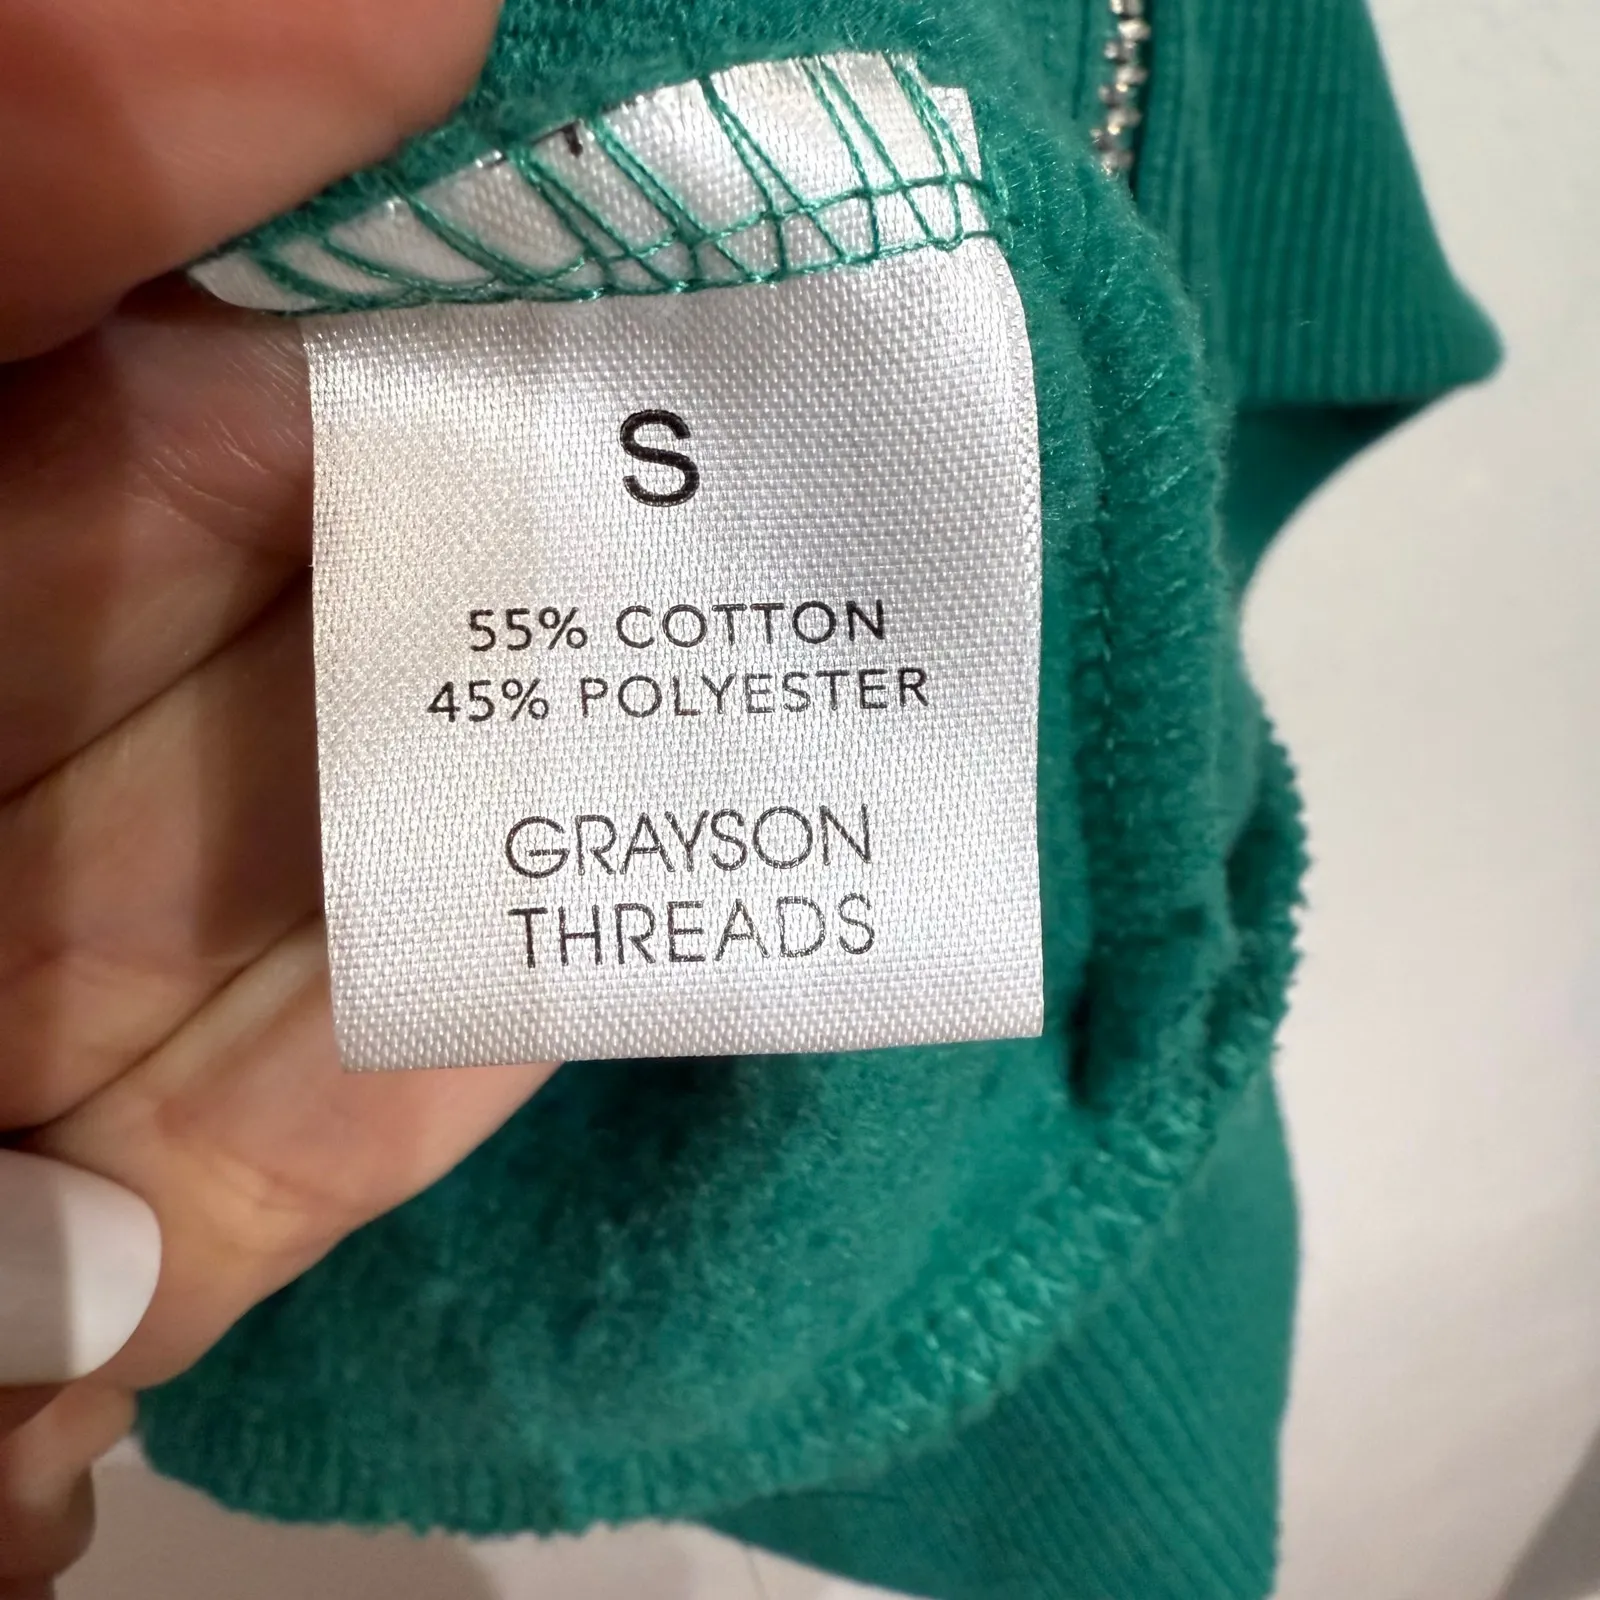 S
55% COTTON
45% POLYESTER
GRAYSON
THREADS